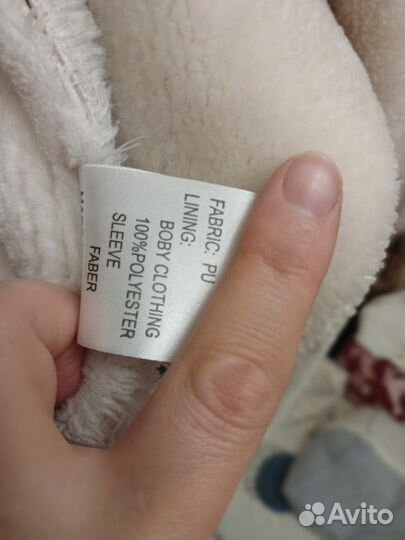 FABRIC: PU
LINING:
BOBY CLOTHING
100%POLYESTER
SLEEVE
FABER
Avito